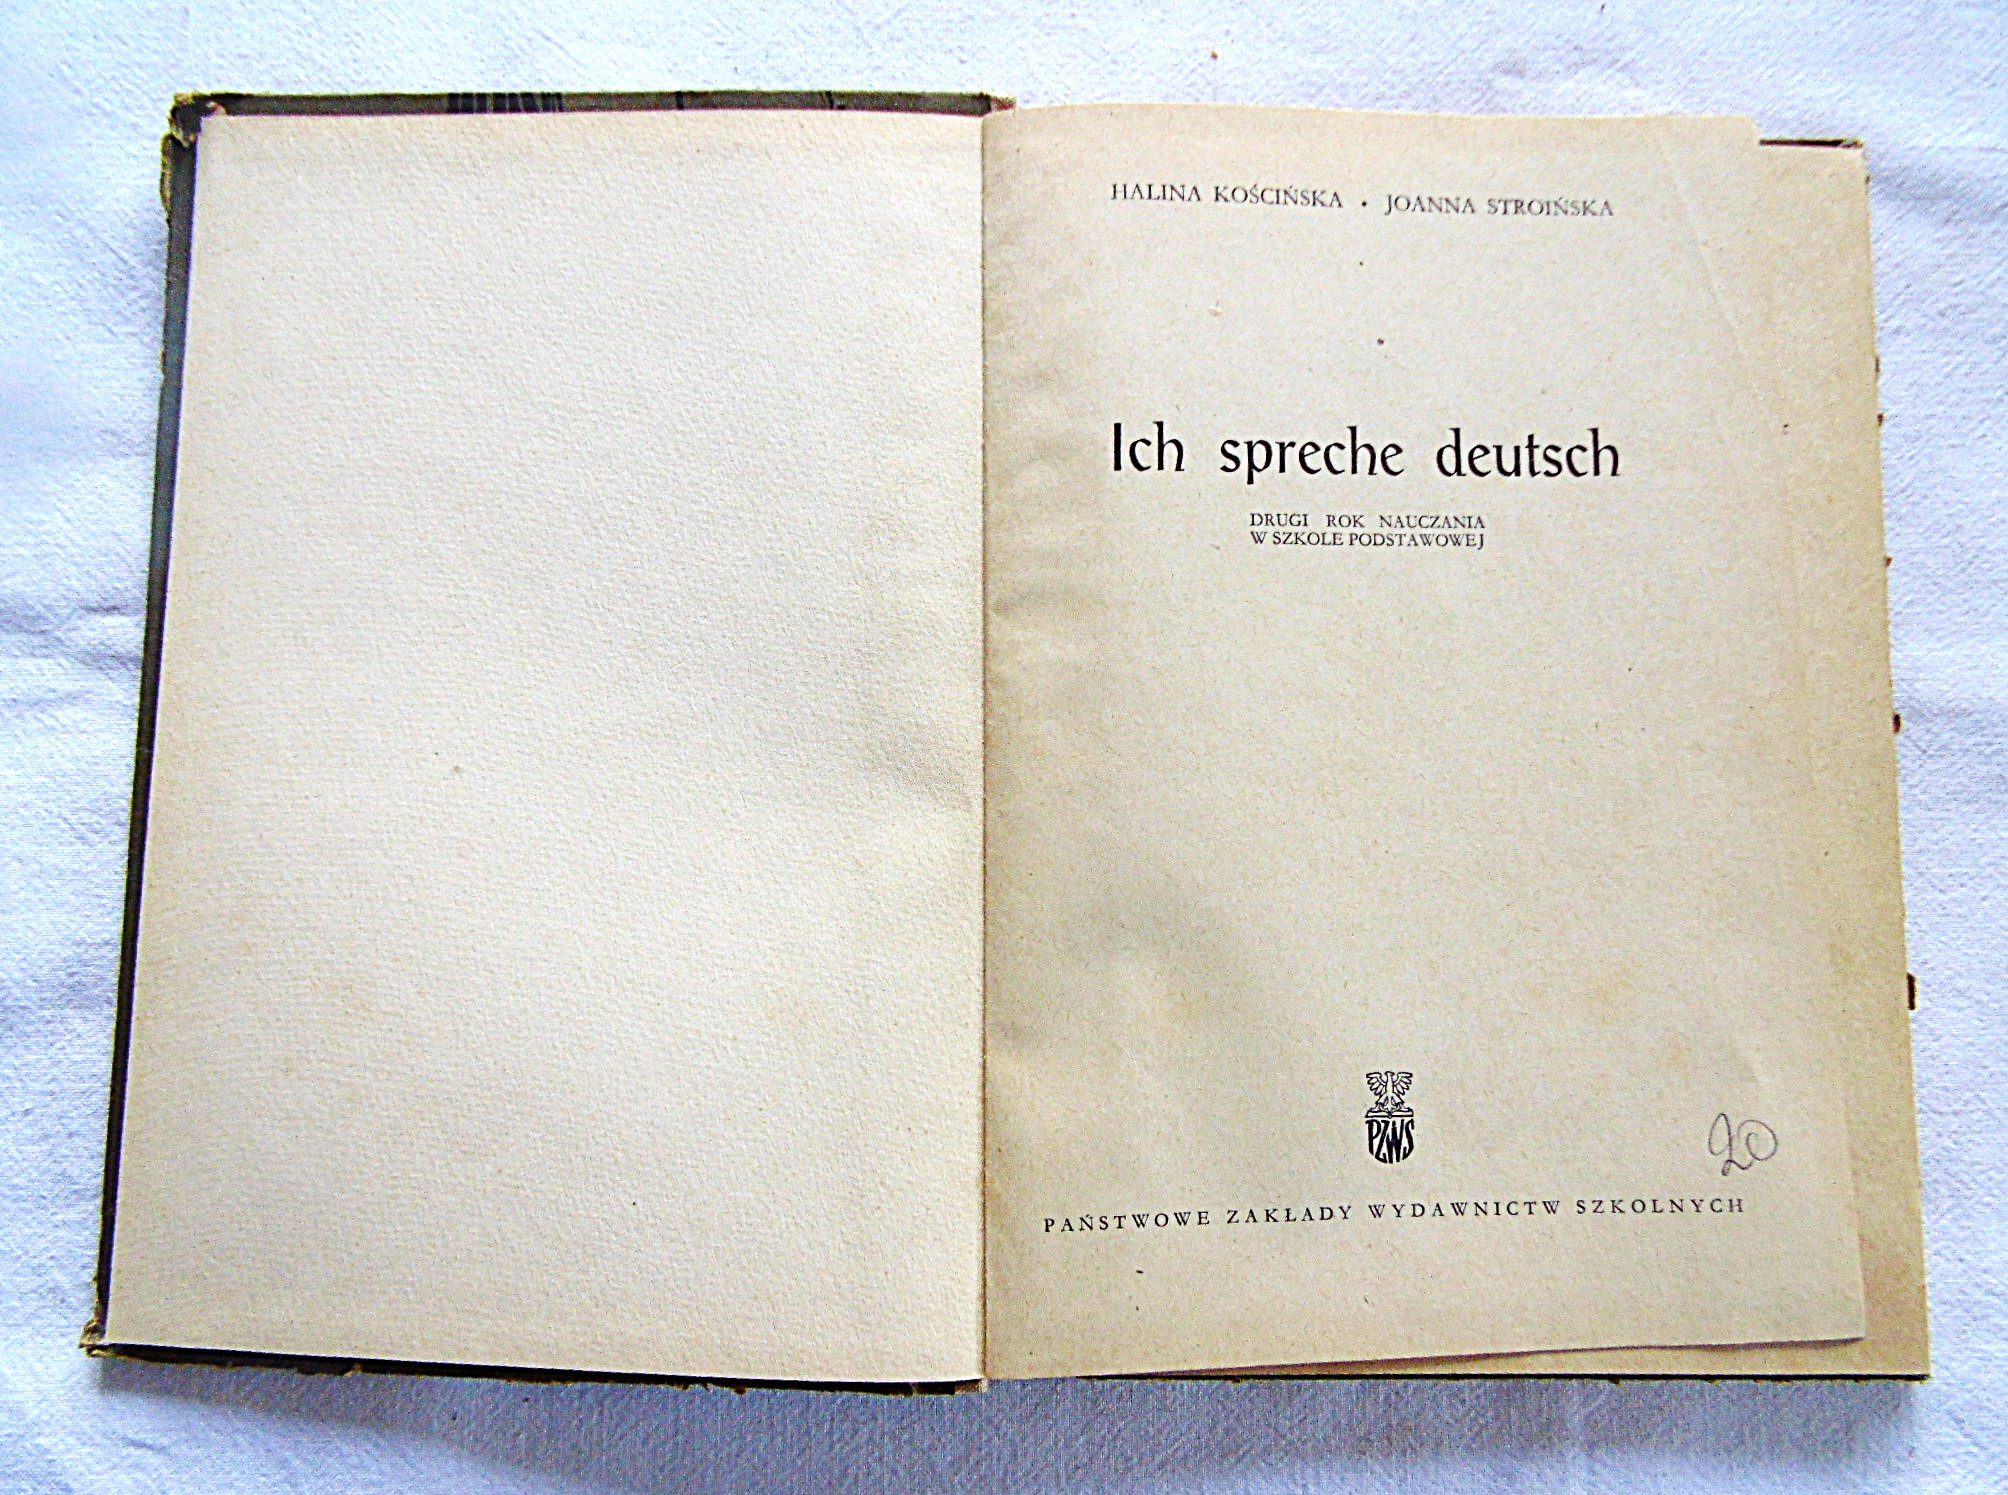 HALINA KOŚCIŃSKA • JOANNA STROIŃSKA
Ich spreche deutsch
DRUGI ROK NAUCZANIA
W SZKOLE PODSTAWOWEJ
PZWS
20
PAŃSTWOWE ZAKŁADY WYDAWNICTW SZKOLNYCH